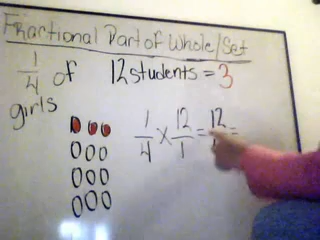 Fractional Part of Whole/Set
1/4 of 12 students = 3
girls
1/4 × 12/1 = 12/ =